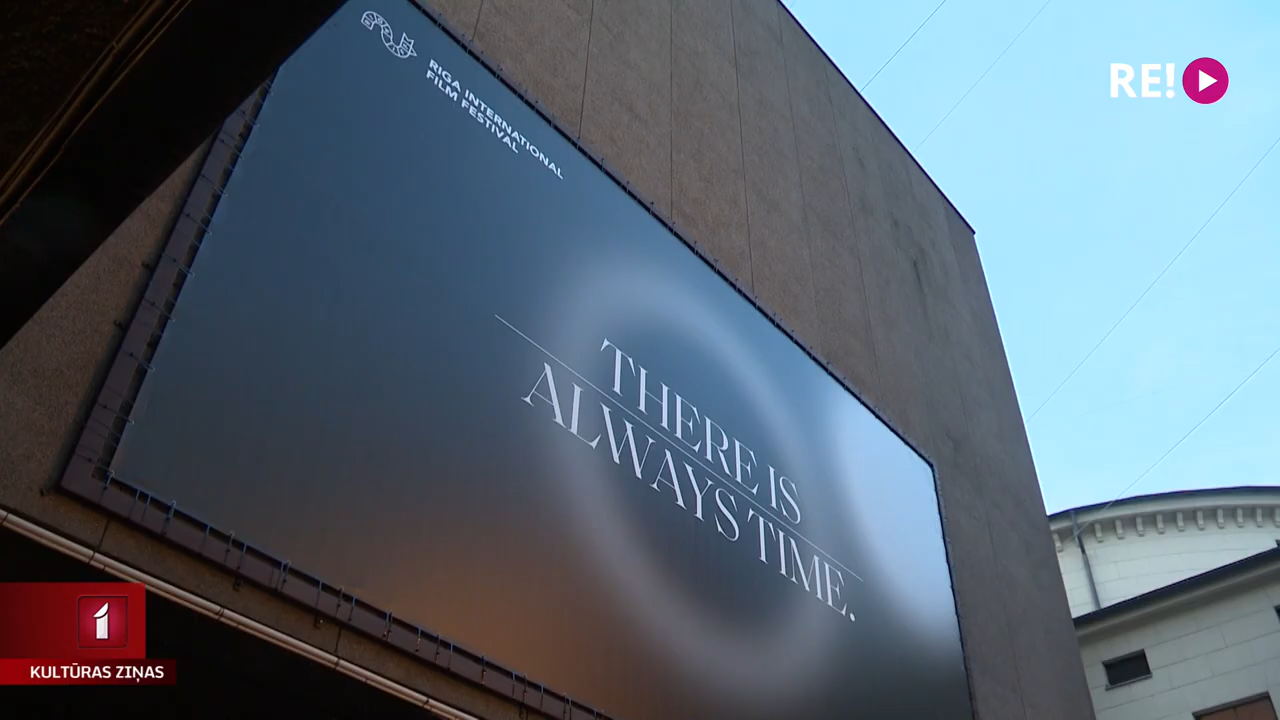 RIGA INTERNATIONAL
FILM FESTIVAL
RE!
THERE IS
ALWAYS TIME.
1
KULTŪRAS ZIŅAS